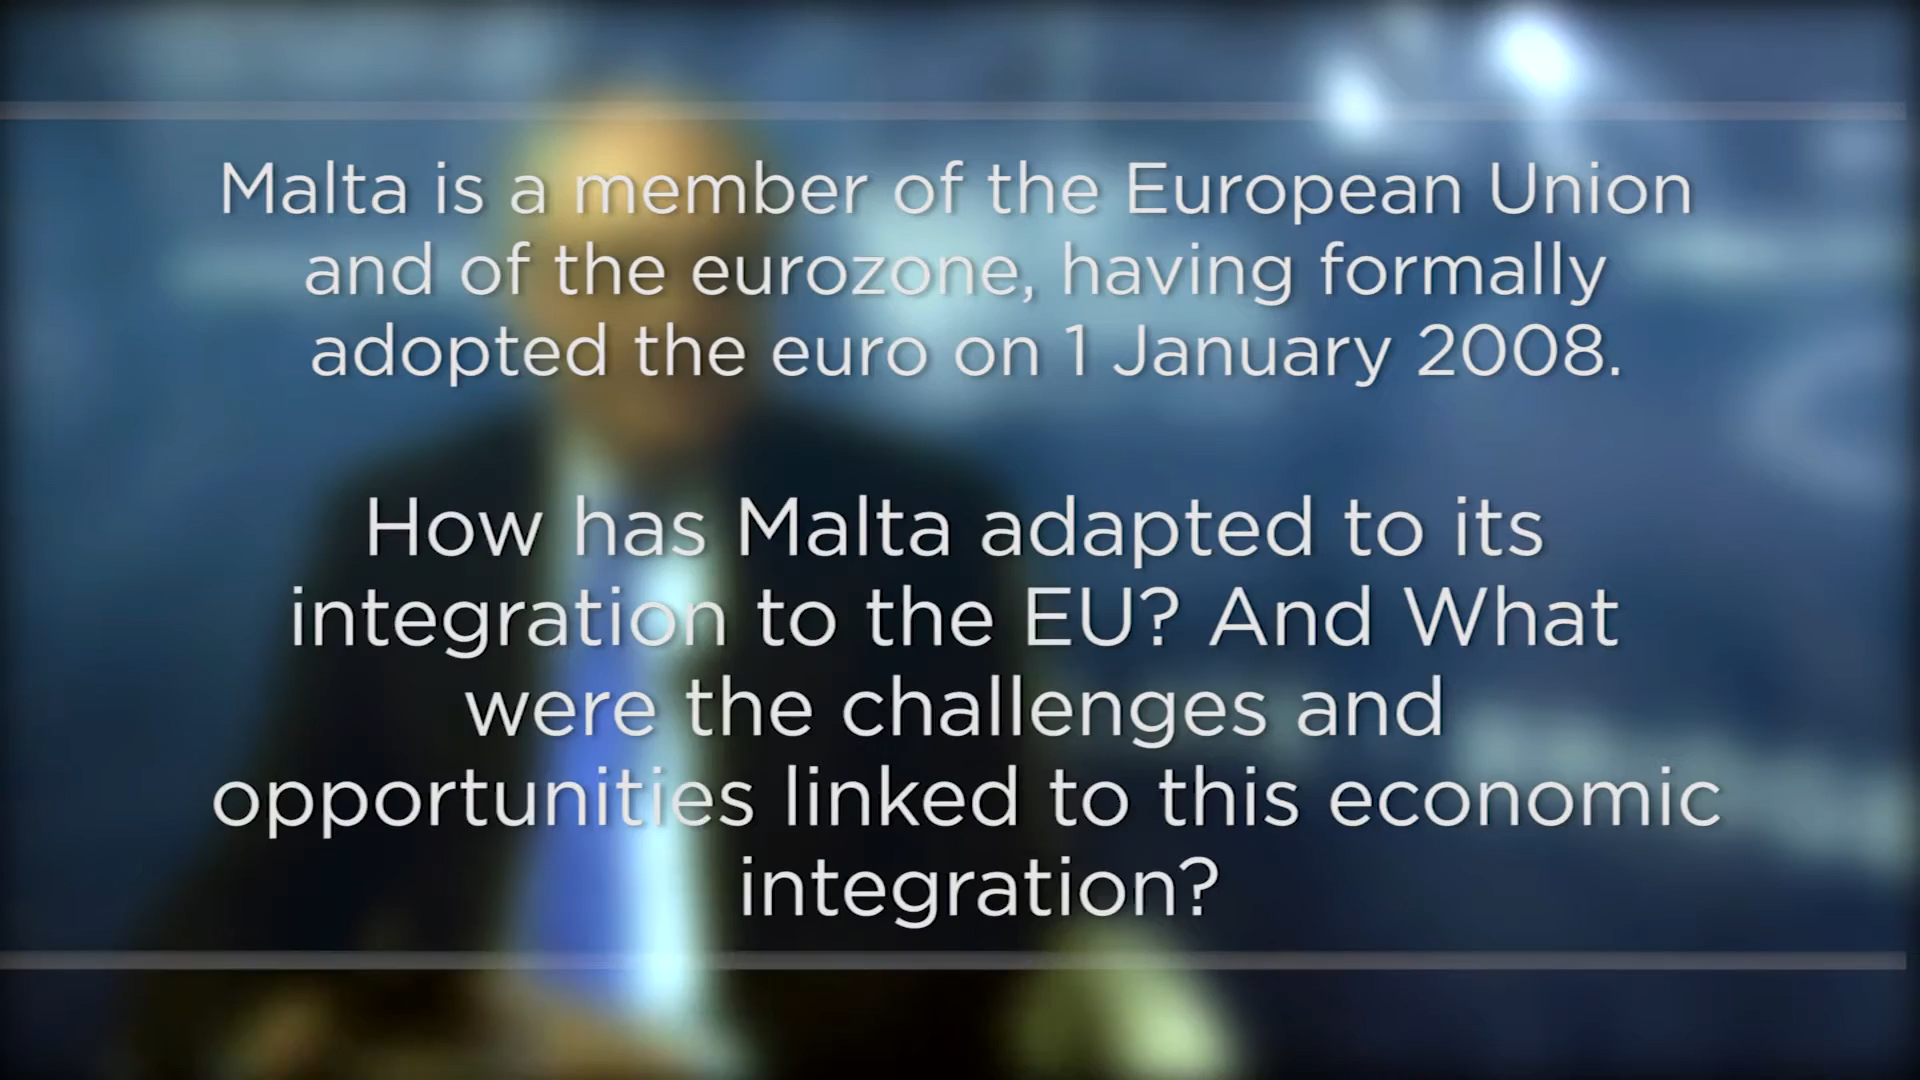 Malta is a member of the European Union
and of the eurozone, having formally
adopted the euro on 1 January 2008.
How has Malta adapted to its
integration to the EU? And What
were the challenges and
opportunities linked to this economic
integration?